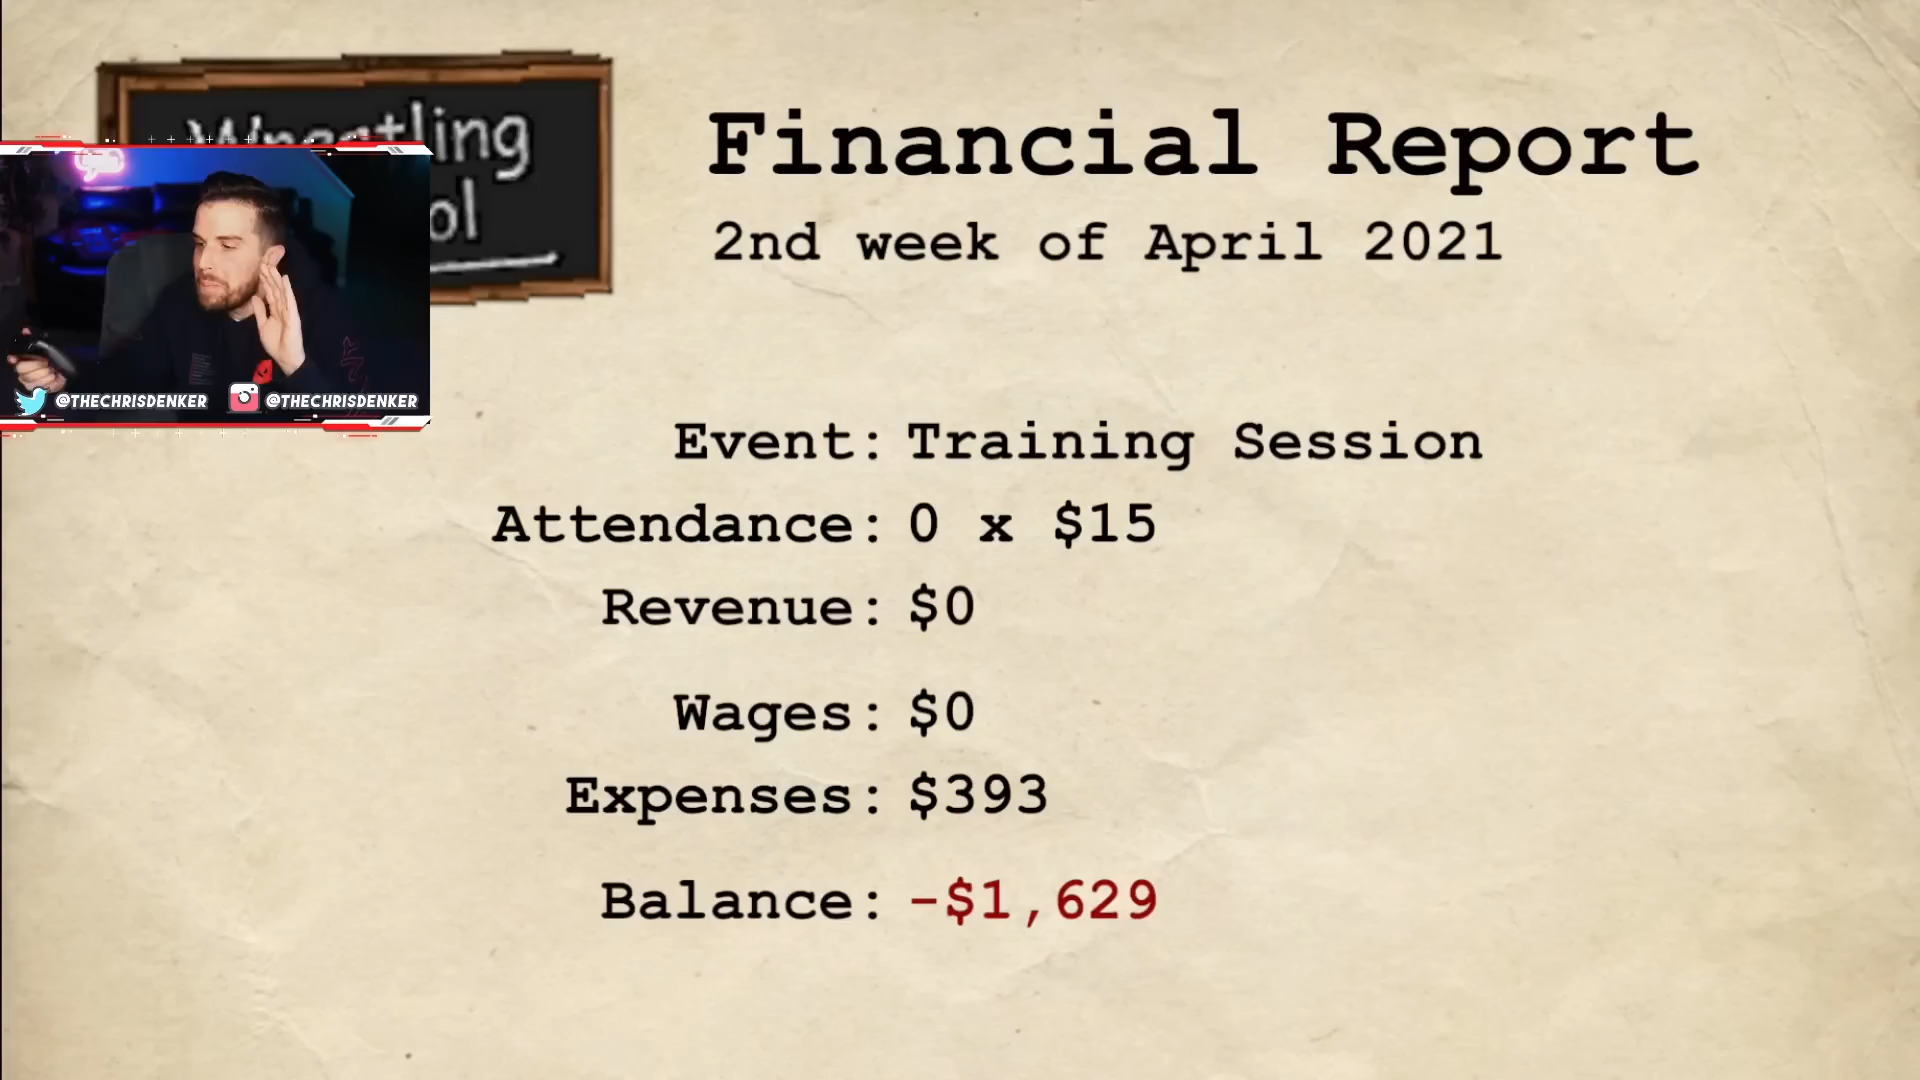 Wrestling
Financial Report
2nd week of April 2021
@THECHRISDENKER @THECHRISDENKER
Event: Training Session
Attendance: 0 x $15
Revenue: $0
Wages: $0
Expenses: $393
Balance: -$1,629